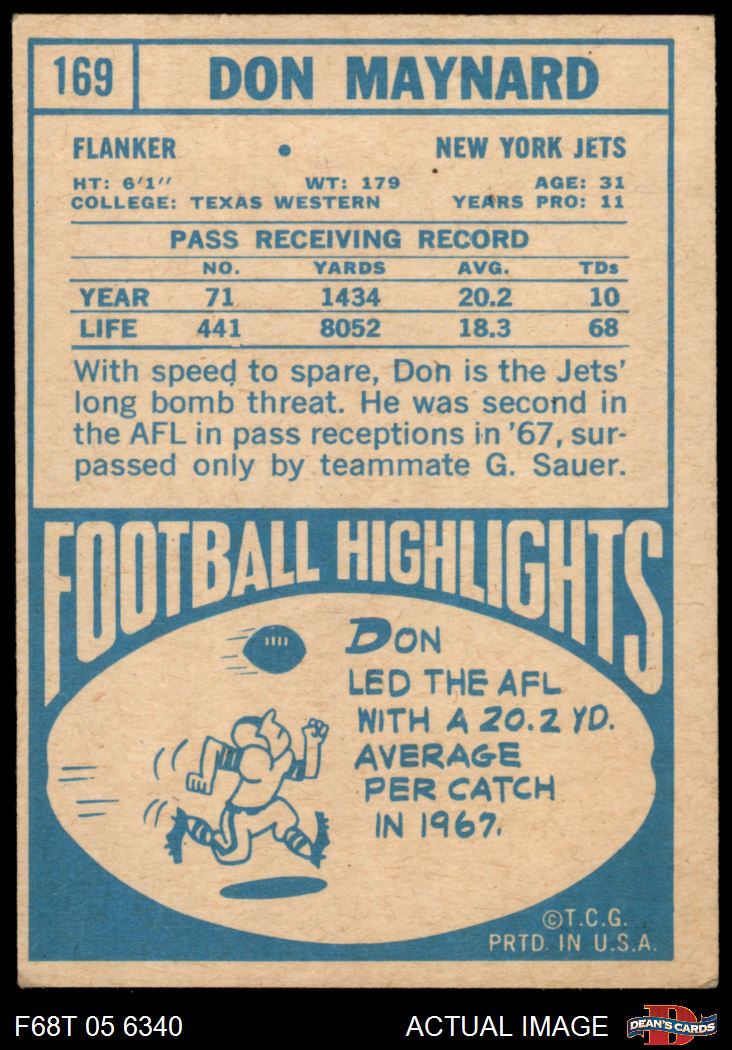 169 DON MAYNARD
FLANKER • NEW YORK JETS
HT: 6'1" WT: 179 AGE: 31
COLLEGE: TEXAS WESTERN YEARS PRO: 11
PASS RECEIVING RECORD
NO. YARDS AVG. TDs
YEAR 71 1434 20.2 10
LIFE 441 8052 18.3 68
With speed to spare, Don is the Jets'
long bomb threat. He was second in
the AFL in pass receptions in '67, sur-
passed only by teammate G. Sauer.
FOOTBALL HIGHLIGHTS
DON
LED THE AFL
WITH A 20.2 YD.
AVERAGE
PER CATCH
IN 1967.
©T.C.G.
PRTD. IN U.S.A.
F68T 05 6340 ACTUAL IMAGE DEAN'S CARDS